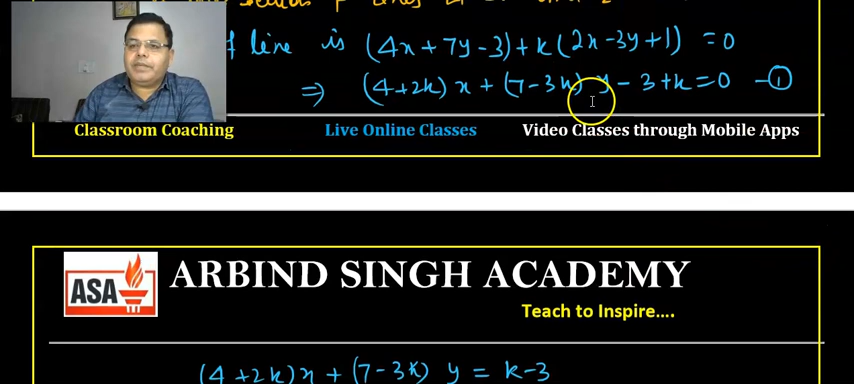 line is (4x+7y-3)+k(2x-3y+1) =0
⇒ (4+2k)x+(7-3k)y-3+k=0 -①
Classroom Coaching Live Online Classes Video Classes through Mobile Apps
ASA ARBIND SINGH ACADEMY
Teach to Inspire....
(4+2k)x+(7-3k)y = k-3